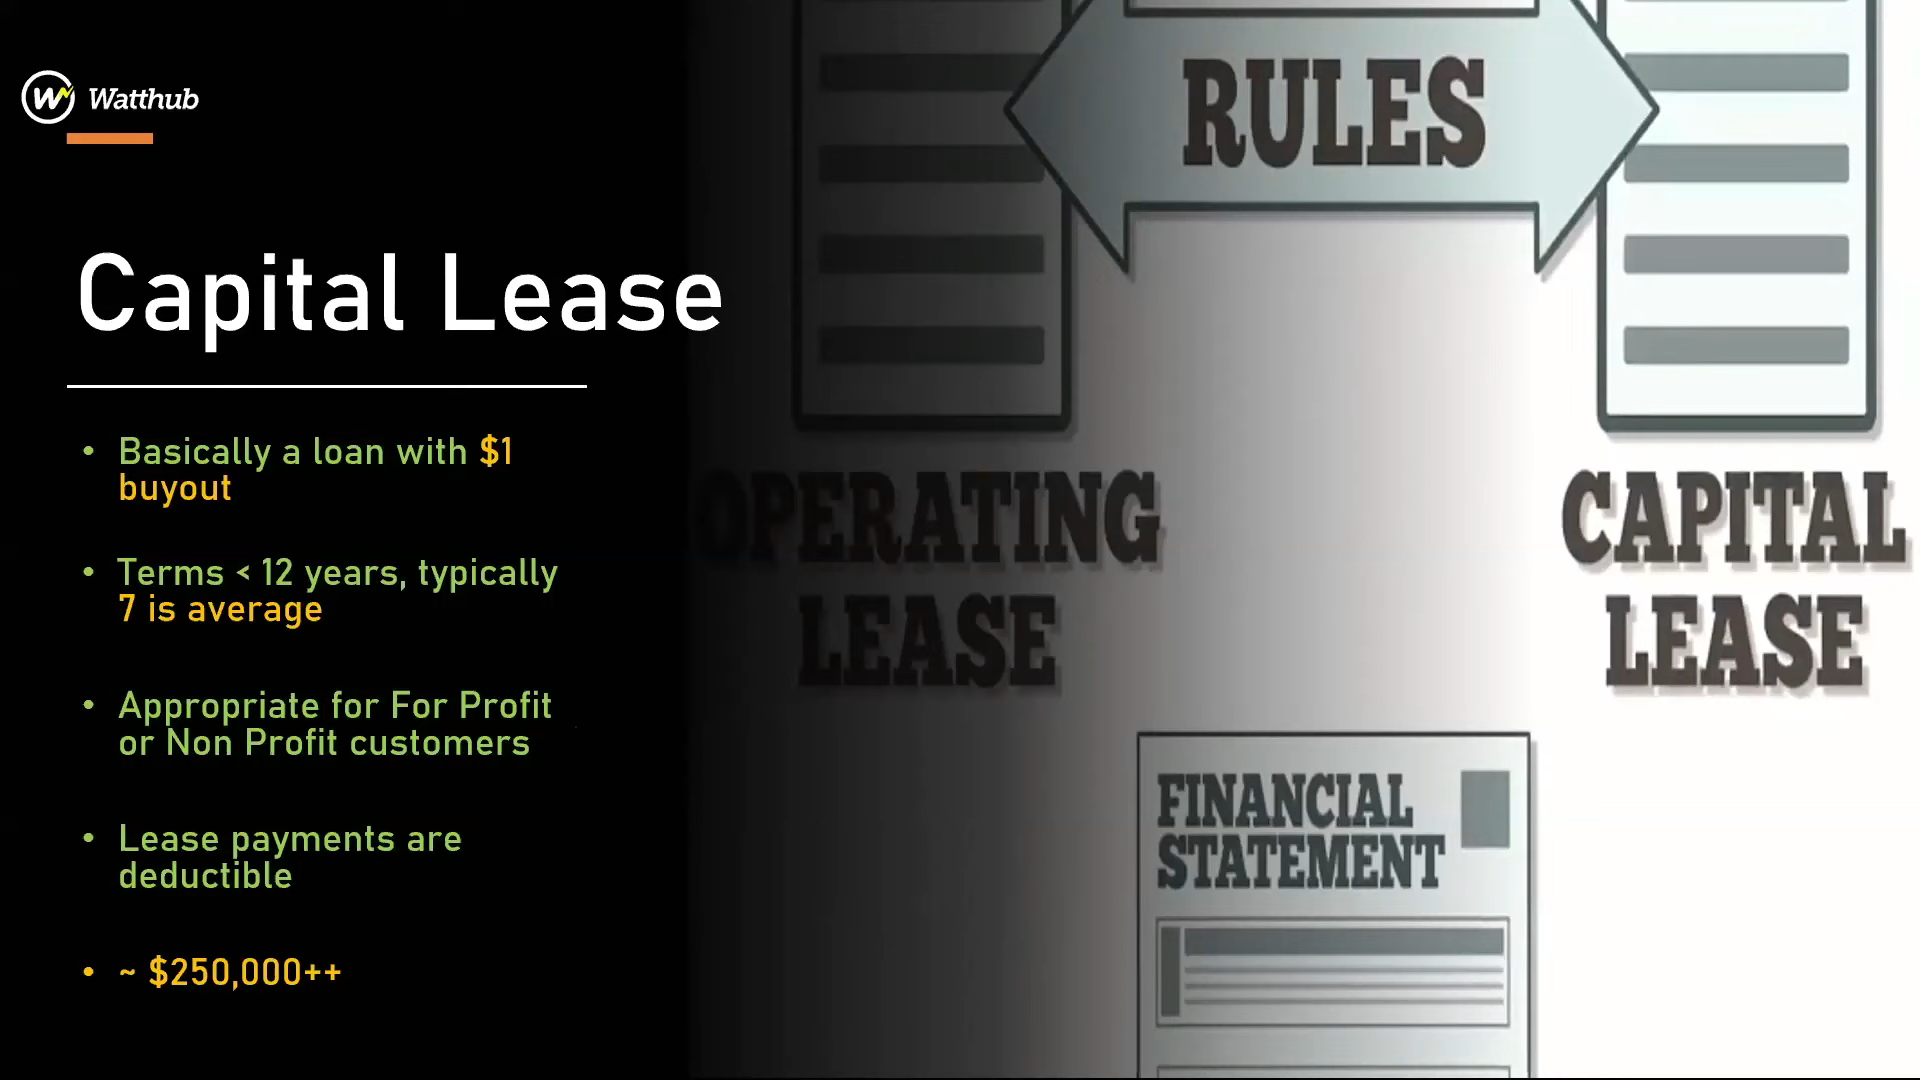 Watthub
Capital Lease
• Basically a loan with $1
buyout
• Terms < 12 years, typically
7 is average
• Appropriate for For Profit
or Non Profit customers
• Lease payments are
deductible
• ~ $250,000++
RULES
OPERATING
LEASE
CAPITAL
LEASE
FINANCIAL
STATEMENT